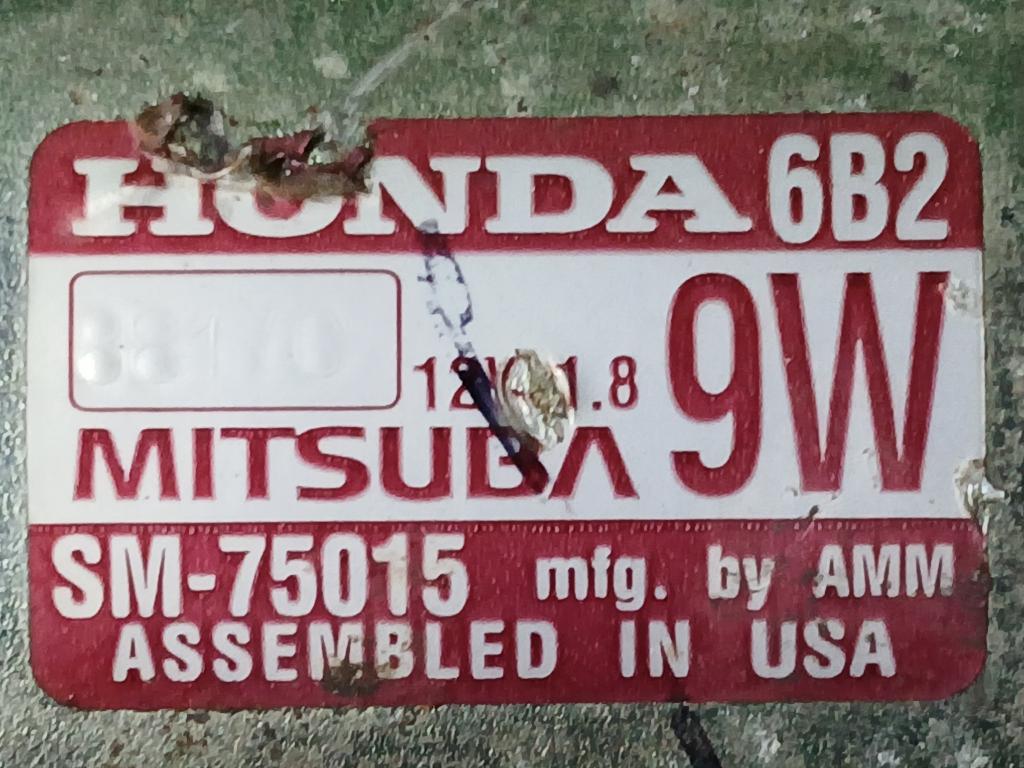 HONDA 6B2
9W
MITSUBA
SM-75015 mfg. by AMM
ASSEMBLED IN USA